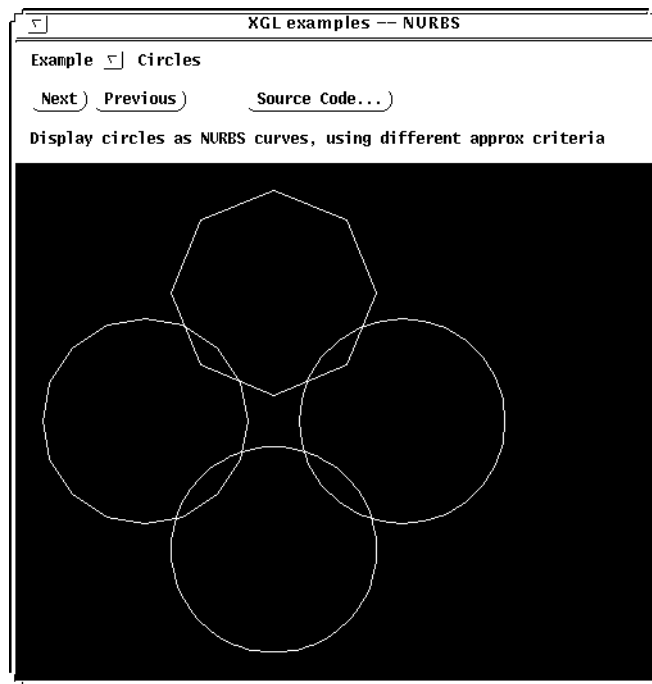 XGL examples -- NURBS
Example Circles
Next Previous Source Code...
Display circles as NURBS curves, using different approx criteria